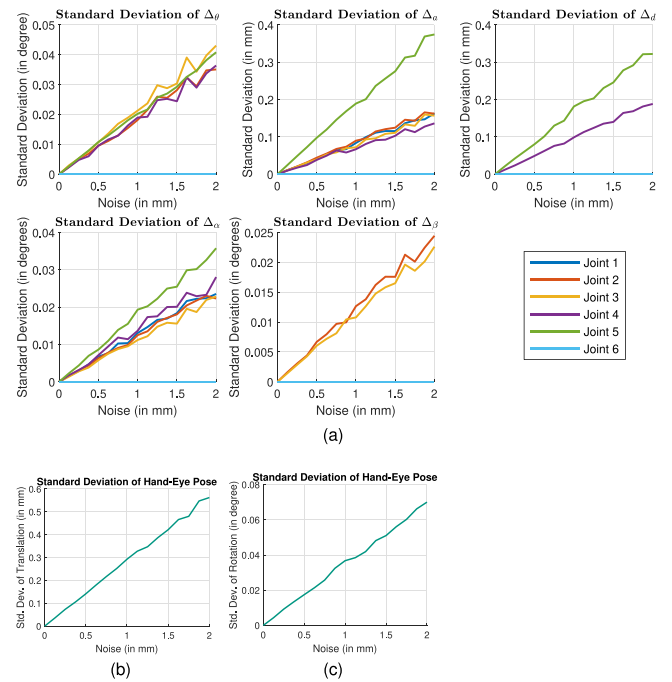 Standard Deviation of Δ_θ
Standard Deviation (in degree)
0.05
0.04
0.03
0.02
0.01
0
0 0.5 1 1.5 2
Noise (in mm)
Standard Deviation of Δ_a
Standard Deviation (in mm)
0.4
0.3
0.2
0.1
0
0 0.5 1 1.5 2
Noise (in mm)
Standard Deviation of Δ_d
Standard Deviation (in mm)
0.4
0.3
0.2
0.1
0
0 0.5 1 1.5 2
Noise (in mm)
Standard Deviation of Δ_α
Standard Deviation (in degrees)
0.04
0.03
0.02
0.01
0
0 0.5 1 1.5 2
Noise (in mm)
Standard Deviation of Δ_β
Standard Deviation (in degrees)
0.025
0.02
0.015
0.01
0.005
0
0 0.5 1 1.5 2
Noise (in mm)
Joint 1
Joint 2
Joint 3
Joint 4
Joint 5
Joint 6
(a)
Standard Deviation of Hand-Eye Pose
Std. Dev. of Translation (in mm)
0.6
0.5
0.4
0.3
0.2
0.1
0
0 0.5 1 1.5 2
Noise (in mm)
(b)
Standard Deviation of Hand-Eye Pose
Std. Dev. of Rotation (in degree)
0.08
0.06
0.04
0.02
0
0 0.5 1 1.5 2
Noise (in mm)
(c)